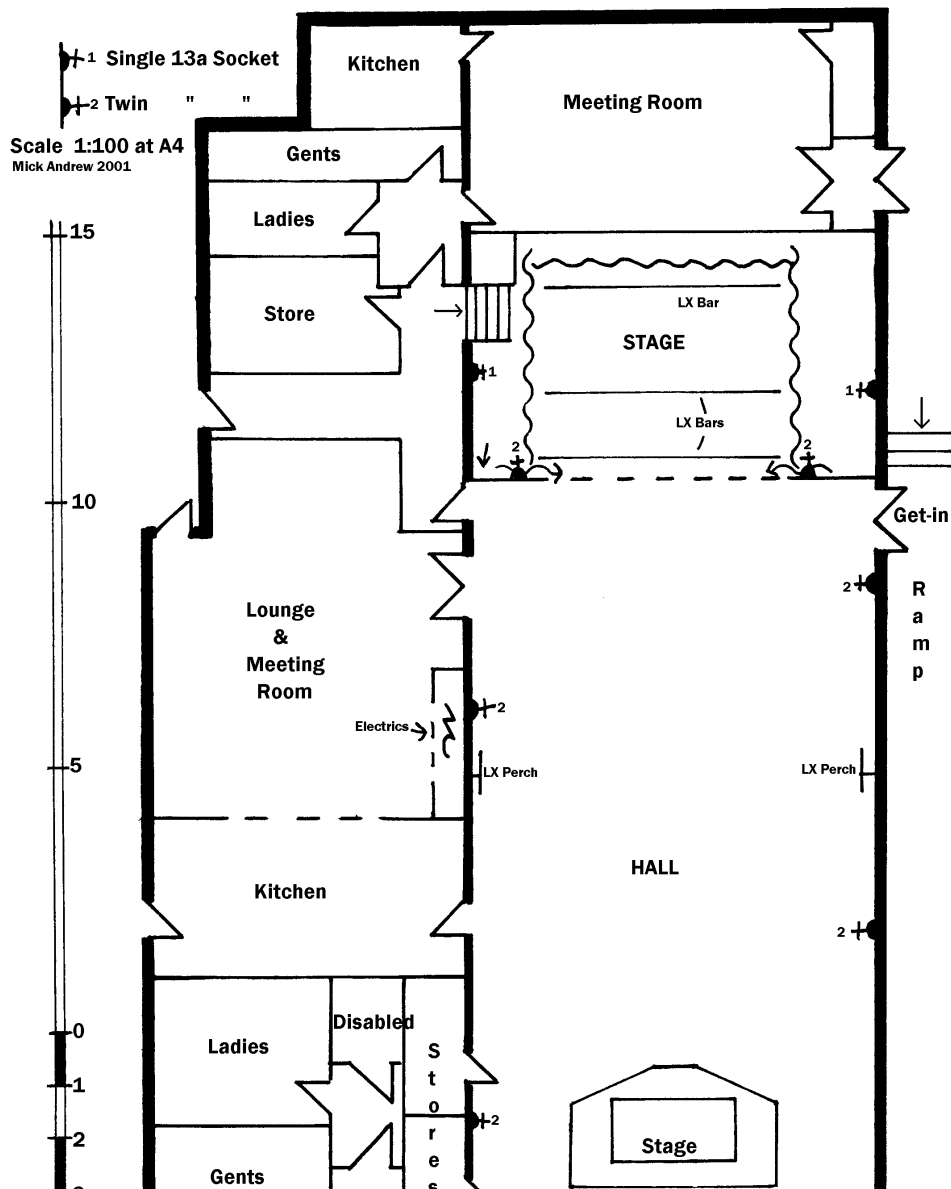 1 Single 13a Socket
2 Twin " "
Scale 1:100 at A4
Mick Andrew 2001
Kitchen
Meeting Room
Gents
Ladies
15
Store
LX Bar
STAGE
1
1
LX Bars
2
2
10
Get-in
Ramp
2
Lounge
&
Meeting
Room
2
Electrics
5
LX Perch
LX Perch
HALL
Kitchen
2
0
Disabled
Ladies
Stores
1
2
2
Stage
Gents